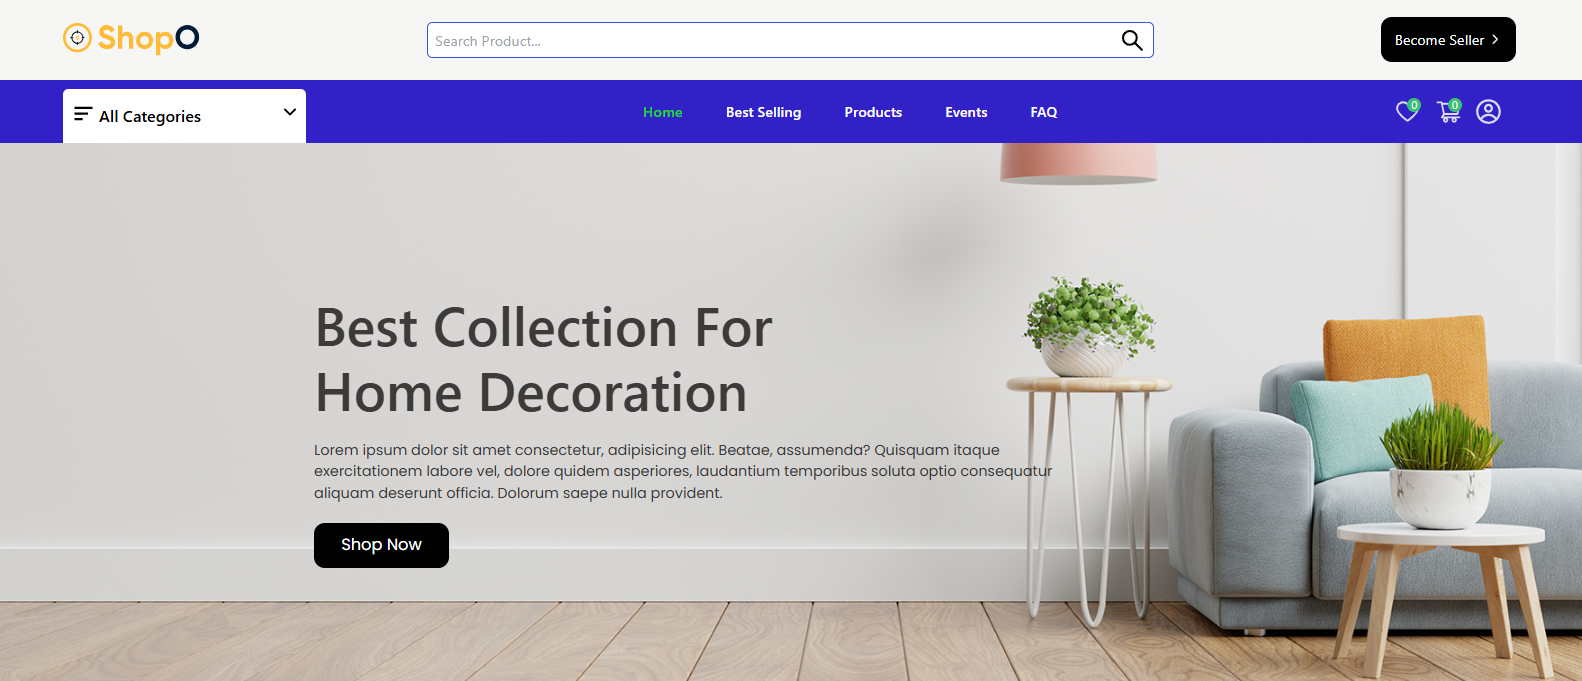 ShopO
Search Product...
Become Seller
All Categories
Home
Best Selling
Products
Events
FAQ
0
0
Best Collection For
Home Decoration
Lorem ipsum dolor sit amet consectetur, adipisicing elit. Beatae, assumenda? Quisquam itaque
exercitationem labore vel, dolore quidem asperiores, laudantium temporibus soluta optio consequatur
aliquam deserunt officia. Dolorum saepe nulla provident.
Shop Now